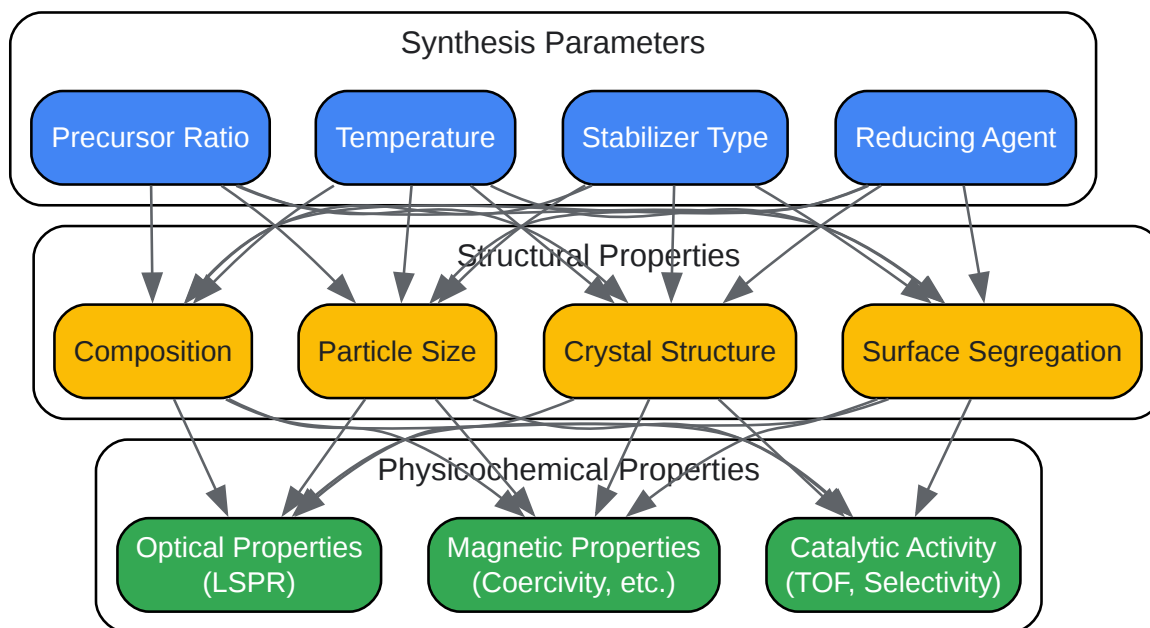 Synthesis Parameters
Precursor Ratio
Temperature
Stabilizer Type
Reducing Agent
Structural Properties
Composition
Particle Size
Crystal Structure
Surface Segregation
Physicochemical Properties
Optical Properties
(LSPR)
Magnetic Properties
(Coercivity, etc.)
Catalytic Activity
(TOF, Selectivity)